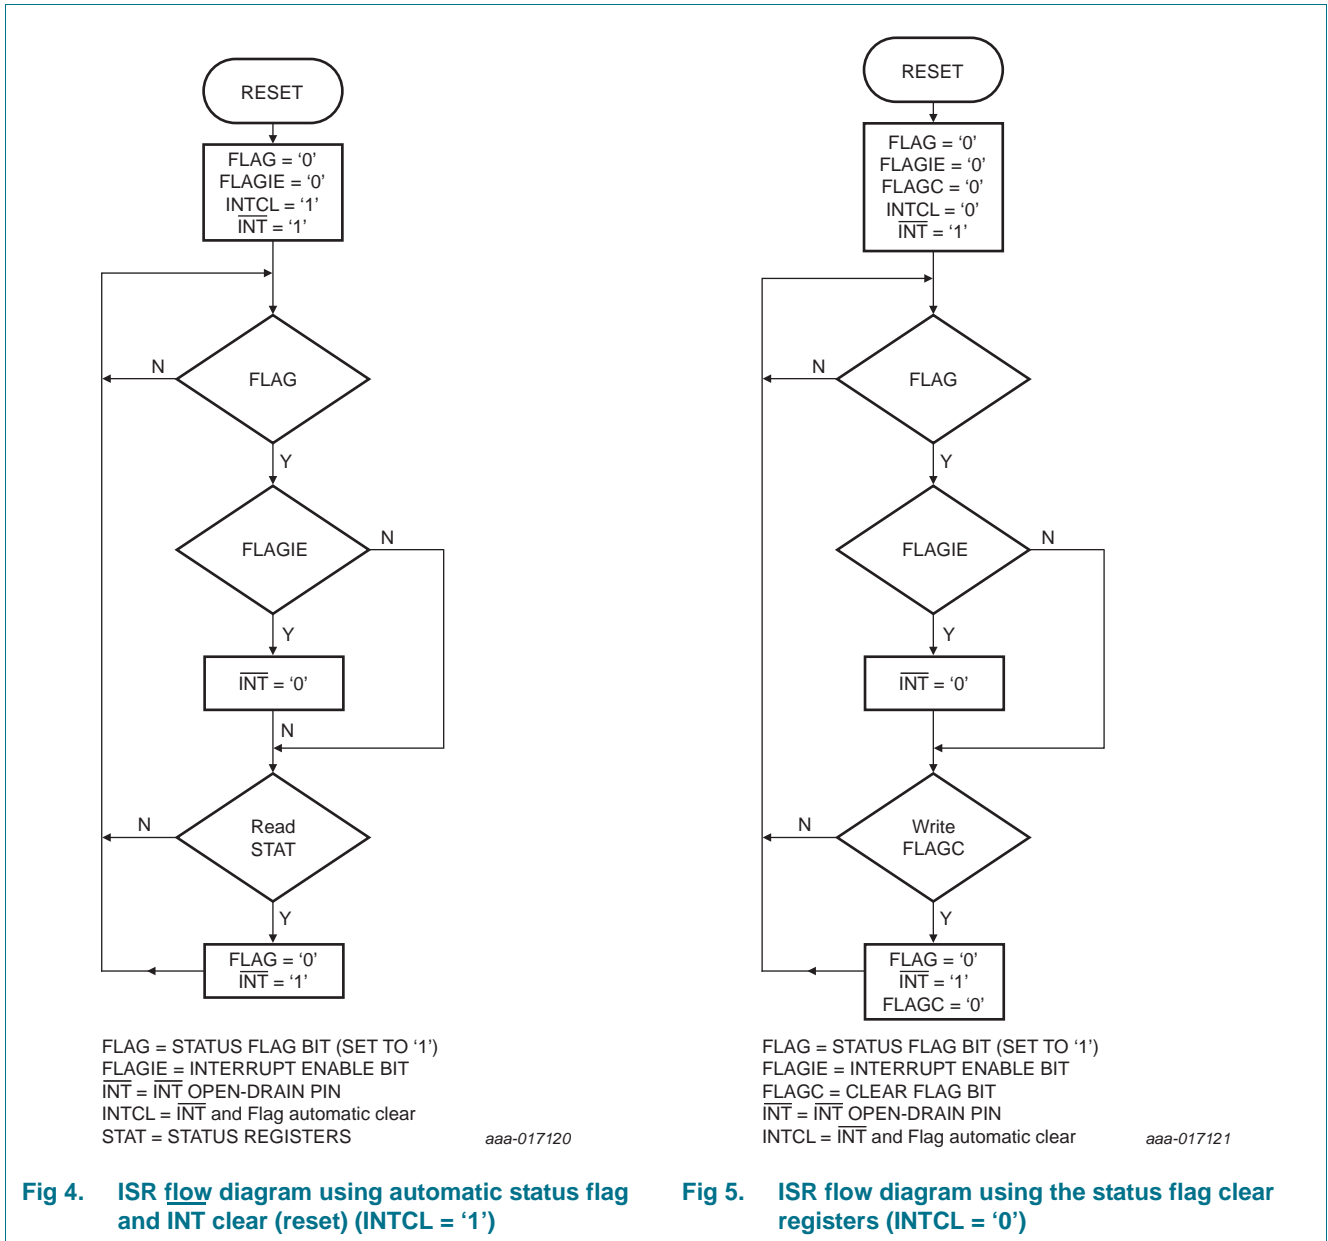 RESET
FLAG = ‘0’
FLAGIE = ‘0’
INTCL = ‘1’
INT = ‘1’
FLAG
N
Y
FLAGIE
N
Y
INT = ‘0’
N
Read
STAT
N
Y
FLAG = ‘0’
INT = ‘1’
FLAG = STATUS FLAG BIT (SET TO ‘1’)
FLAGIE = INTERRUPT ENABLE BIT
INT = INT OPEN-DRAIN PIN
INTCL = INT and Flag automatic clear
STAT = STATUS REGISTERS
aaa-017120
Fig 4. ISR flow diagram using automatic status flag
and INT clear (reset) (INTCL = ‘1’)
RESET
FLAG = ‘0’
FLAGIE = ‘0’
FLAGC = ‘0’
INTCL = ‘0’
INT = ‘1’
FLAG
N
Y
FLAGIE
N
Y
INT = ‘0’
Write
FLAGC
N
Y
FLAG = ‘0’
INT = ‘1’
FLAGC = ‘0’
FLAG = STATUS FLAG BIT (SET TO ‘1’)
FLAGIE = INTERRUPT ENABLE BIT
FLAGC = CLEAR FLAG BIT
INT = INT OPEN-DRAIN PIN
INTCL = INT and Flag automatic clear
aaa-017121
Fig 5. ISR flow diagram using the status flag clear
registers (INTCL = ‘0’)